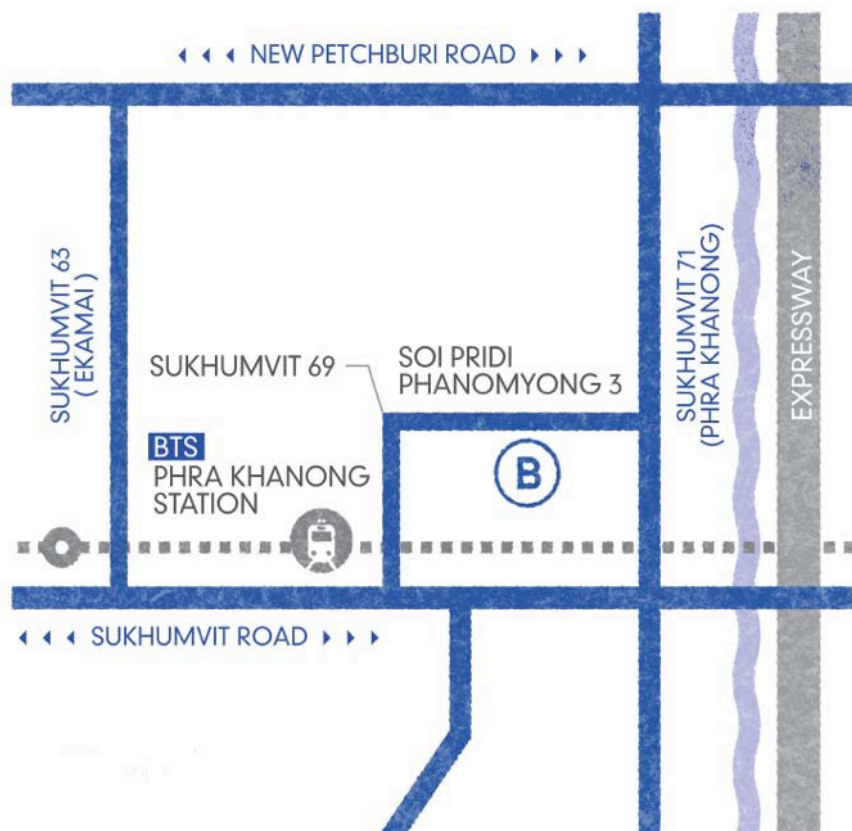 NEW PETCHBURI ROAD
SUKHUMVIT 63
( EKAMAI )
SUKHUMVIT 69
SOI PRIDI
PHANOMYONG 3
SUKHUMVIT 71
(PHRA KHANONG)
EXPRESSWAY
BTS
PHRA KHANONG
STATION
B
SUKHUMVIT ROAD